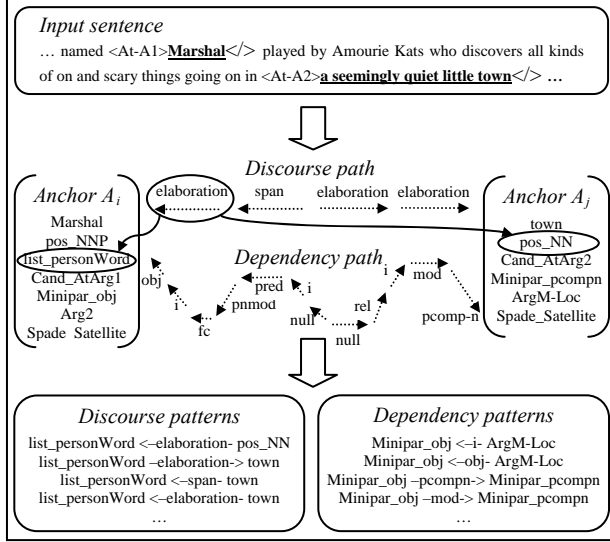 Input sentence
… named <At-A1>Marshal</> played by Amourie Kats who discovers all kinds
of on and scary things going on in <At-A2>a seemingly quiet little town</> …
Discourse path
elaboration span elaboration elaboration
Anchor Ai
Marshal
pos_NNP
list_personWord
Cand_AtArg1
Minipar_obj
Arg2
Spade_Satellite
Anchor Aj
town
pos_NN
Cand_AtArg2
Minipar_pcompn
ArgM-Loc
Spade_Satellite
Dependency path
obj
i
fc
pnmod
pred
i
null
null
rel
i
mod
pcomp-n
Discourse patterns
list_personWord <–elaboration- pos_NN
list_personWord –elaboration-> town
list_personWord <–span- town
list_personWord <–elaboration- town
…
Dependency patterns
Minipar_obj <–i- ArgM-Loc
Minipar_obj <–obj- ArgM-Loc
Minipar_obj –pcompn-> Minipar_pcompn
Minipar_obj –mod-> Minipar_pcompn
…